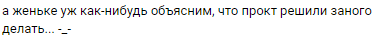 а женьке уж как-нибудь объясним, что прокт решили заного
делать... -_-